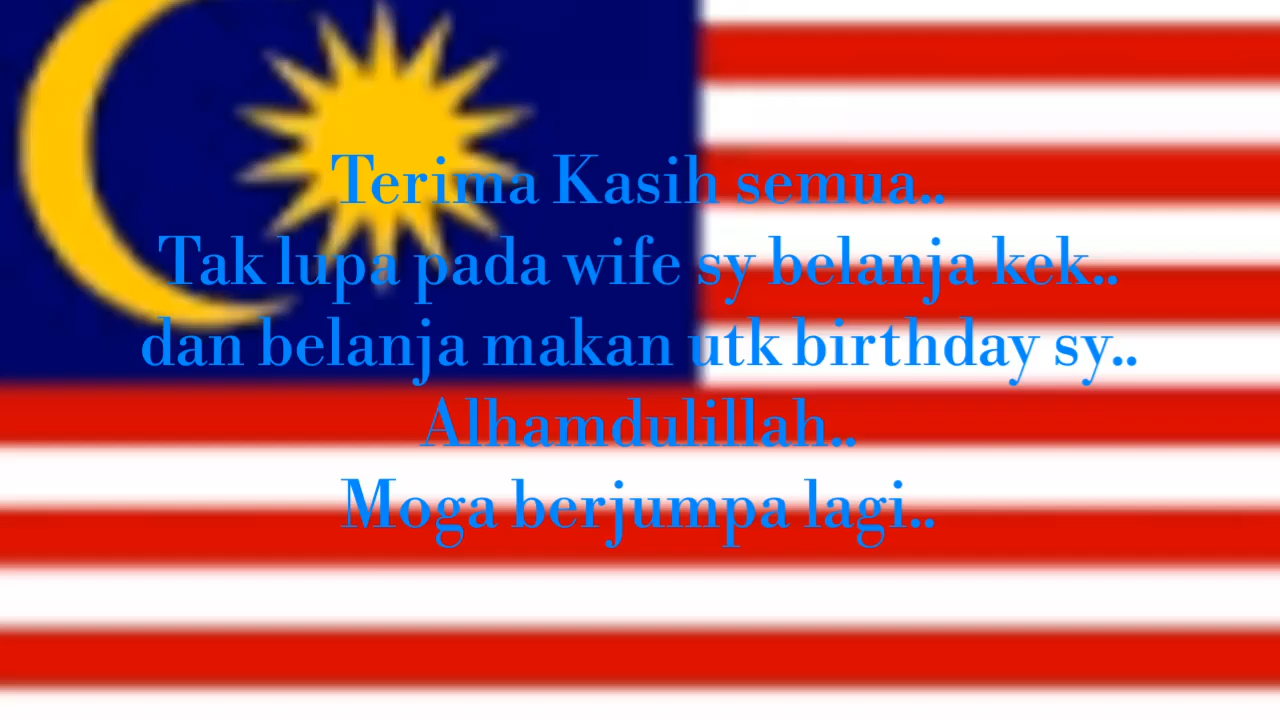 Terima Kasih semua..
Tak lupa pada wife sy belanja kek..
dan belanja makan utk birthday sy..
Alhamdulillah..
Moga berjumpa lagi..